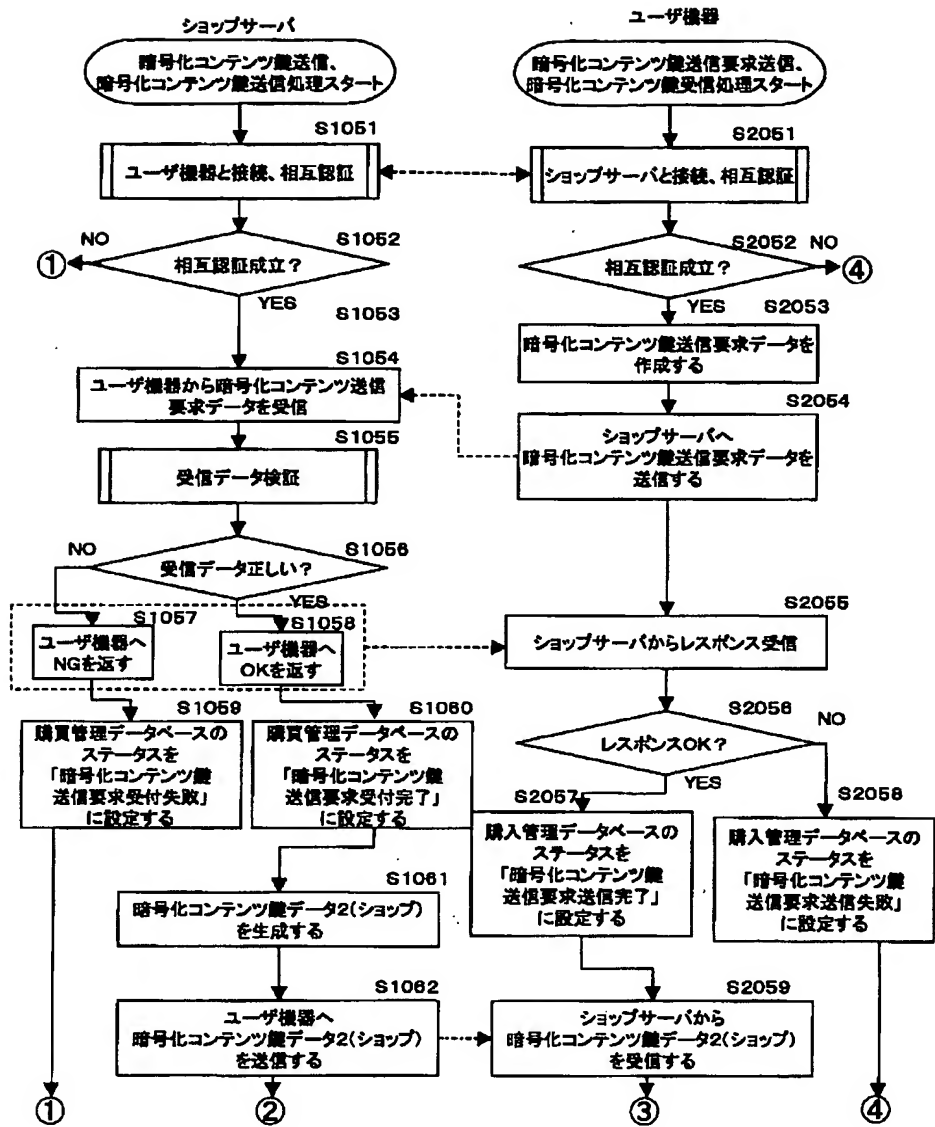 ショップサーバ
暗号化コンテンツ鍵送信、
暗号化コンテンツ鍵送信処理スタート
S1051
ユーザ機器と接続、相互認証
S1052
NO
①
相互認証成立？
YES
S1053
S1054
ユーザ機器から暗号化コンテンツ送信
要求データを受信
S1055
受信データ検証
NO
S1056
受信データ正しい？
YES
S1057
ユーザ機器へ
NGを返す
S1058
ユーザ機器へ
OKを返す
S1059
購買管理データベースの
ステータスを
「暗号化コンテンツ鍵
送信要求受付失敗」
に設定する
S1060
購買管理データベースの
ステータスを
「暗号化コンテンツ鍵
送信要求受付完了」
に設定する
S1061
暗号化コンテンツ鍵データ2(ショップ)
を生成する
S1062
ユーザ機器へ
暗号化コンテンツ鍵データ2(ショップ)
を送信する
①
②
ユーザ機器
暗号化コンテンツ鍵送信要求送信、
暗号化コンテンツ鍵受信処理スタート
S2051
ショップサーバと接続、相互認証
S2052
NO
相互認証成立？
④
YES
S2053
暗号化コンテンツ鍵送信要求データを
作成する
S2054
ショップサーバへ
暗号化コンテンツ鍵送信要求データを
送信する
S2055
ショップサーバからレスポンス受信
S2056
NO
レスポンスOK？
YES
S2057
購入管理データベースの
ステータスを
「暗号化コンテンツ鍵
送信要求送信完了」
に設定する
S2058
購入管理データベースの
ステータスを
「暗号化コンテンツ鍵
送信要求送信失敗」
に設定する
S2059
ショップサーバから
暗号化コンテンツ鍵データ2(ショップ)
を受信する
③
④